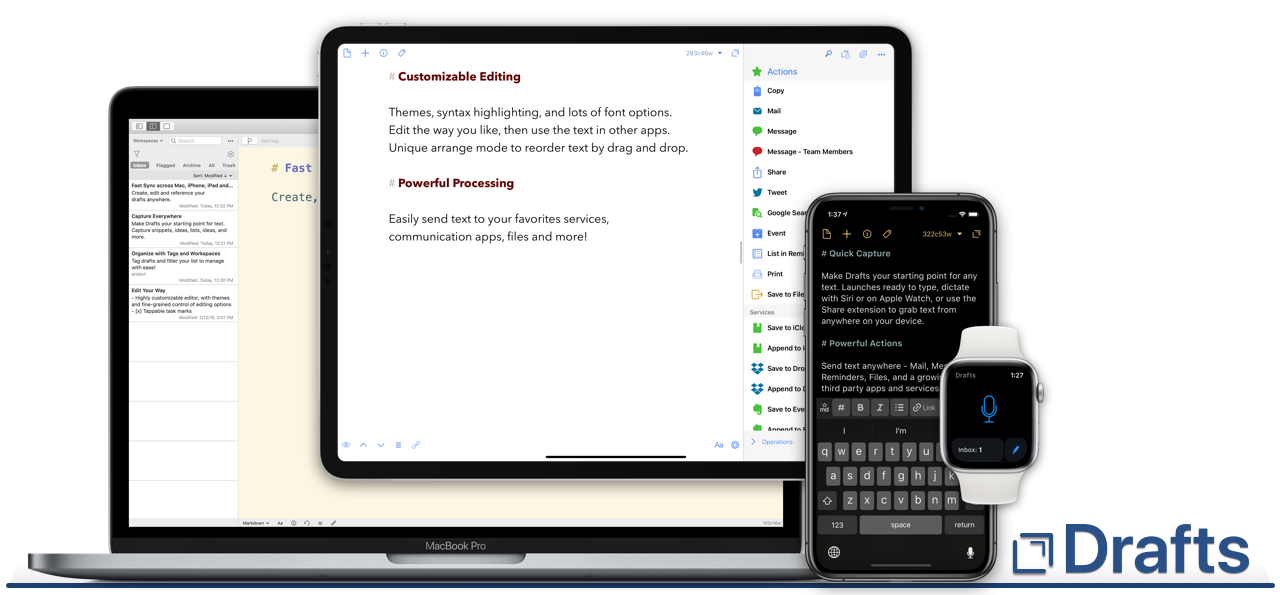 Workspaces
Search
Add tag...
Inbox
Flagged
Archive
All
Trash
Sort: Modified ↓
Fast Sync across Mac, iPhone, iPad and...
Create, edit and reference your
drafts anywhere.
Modified: Today, 12:32 PM
Capture Everywhere
Make Drafts your starting point for text.
Capture snippets, ideas, lists, ideas, and
more.
Modified: Today, 12:31 PM
Organize with Tags and Workspaces
Tag drafts and filter your list to manage
with ease!
project
Modified: Today, 12:30 PM
Edit Your Way
- Highly customizable editor, with themes
and fine-grained control of editing options
- [x] Tappable task marks
Modified: 2/13/19, 9:01 PM
# Fast
Create,
Markdown
Aa
MacBook Pro
293c46w
# Customizable Editing
Themes, syntax highlighting, and lots of font options.
Edit the way you like, then use the text in other apps.
Unique arrange mode to reorder text by drag and drop.
# Powerful Processing
Easily send text to your favorites services,
communication apps, files and more!
Aa
Actions
Copy
Mail
Message
Message - Team Members
Share
Tweet
Google Sear
Event
List in Remi
Print
Save to File
Services
Save to iClo
Append to i
Save to Dro
Append to D
Save to Eve
Append to E
Operations
1:37
322c53w
# Quick Capture
Make Drafts your starting point for any
text. Launches ready to type, dictate
with Siri or on Apple Watch, or use the
Share extension to grab text from
anywhere on your device.
# Powerful Actions
Send text anywhere - Mail, Mes
Reminders, Files, and a growin
third party apps and services
md
#
B
I
Link
I
I'm
q w e r t y u
a s d f g h j k
z x c v b n m
123
space
return
Drafts
1:27
Inbox: 1
Drafts